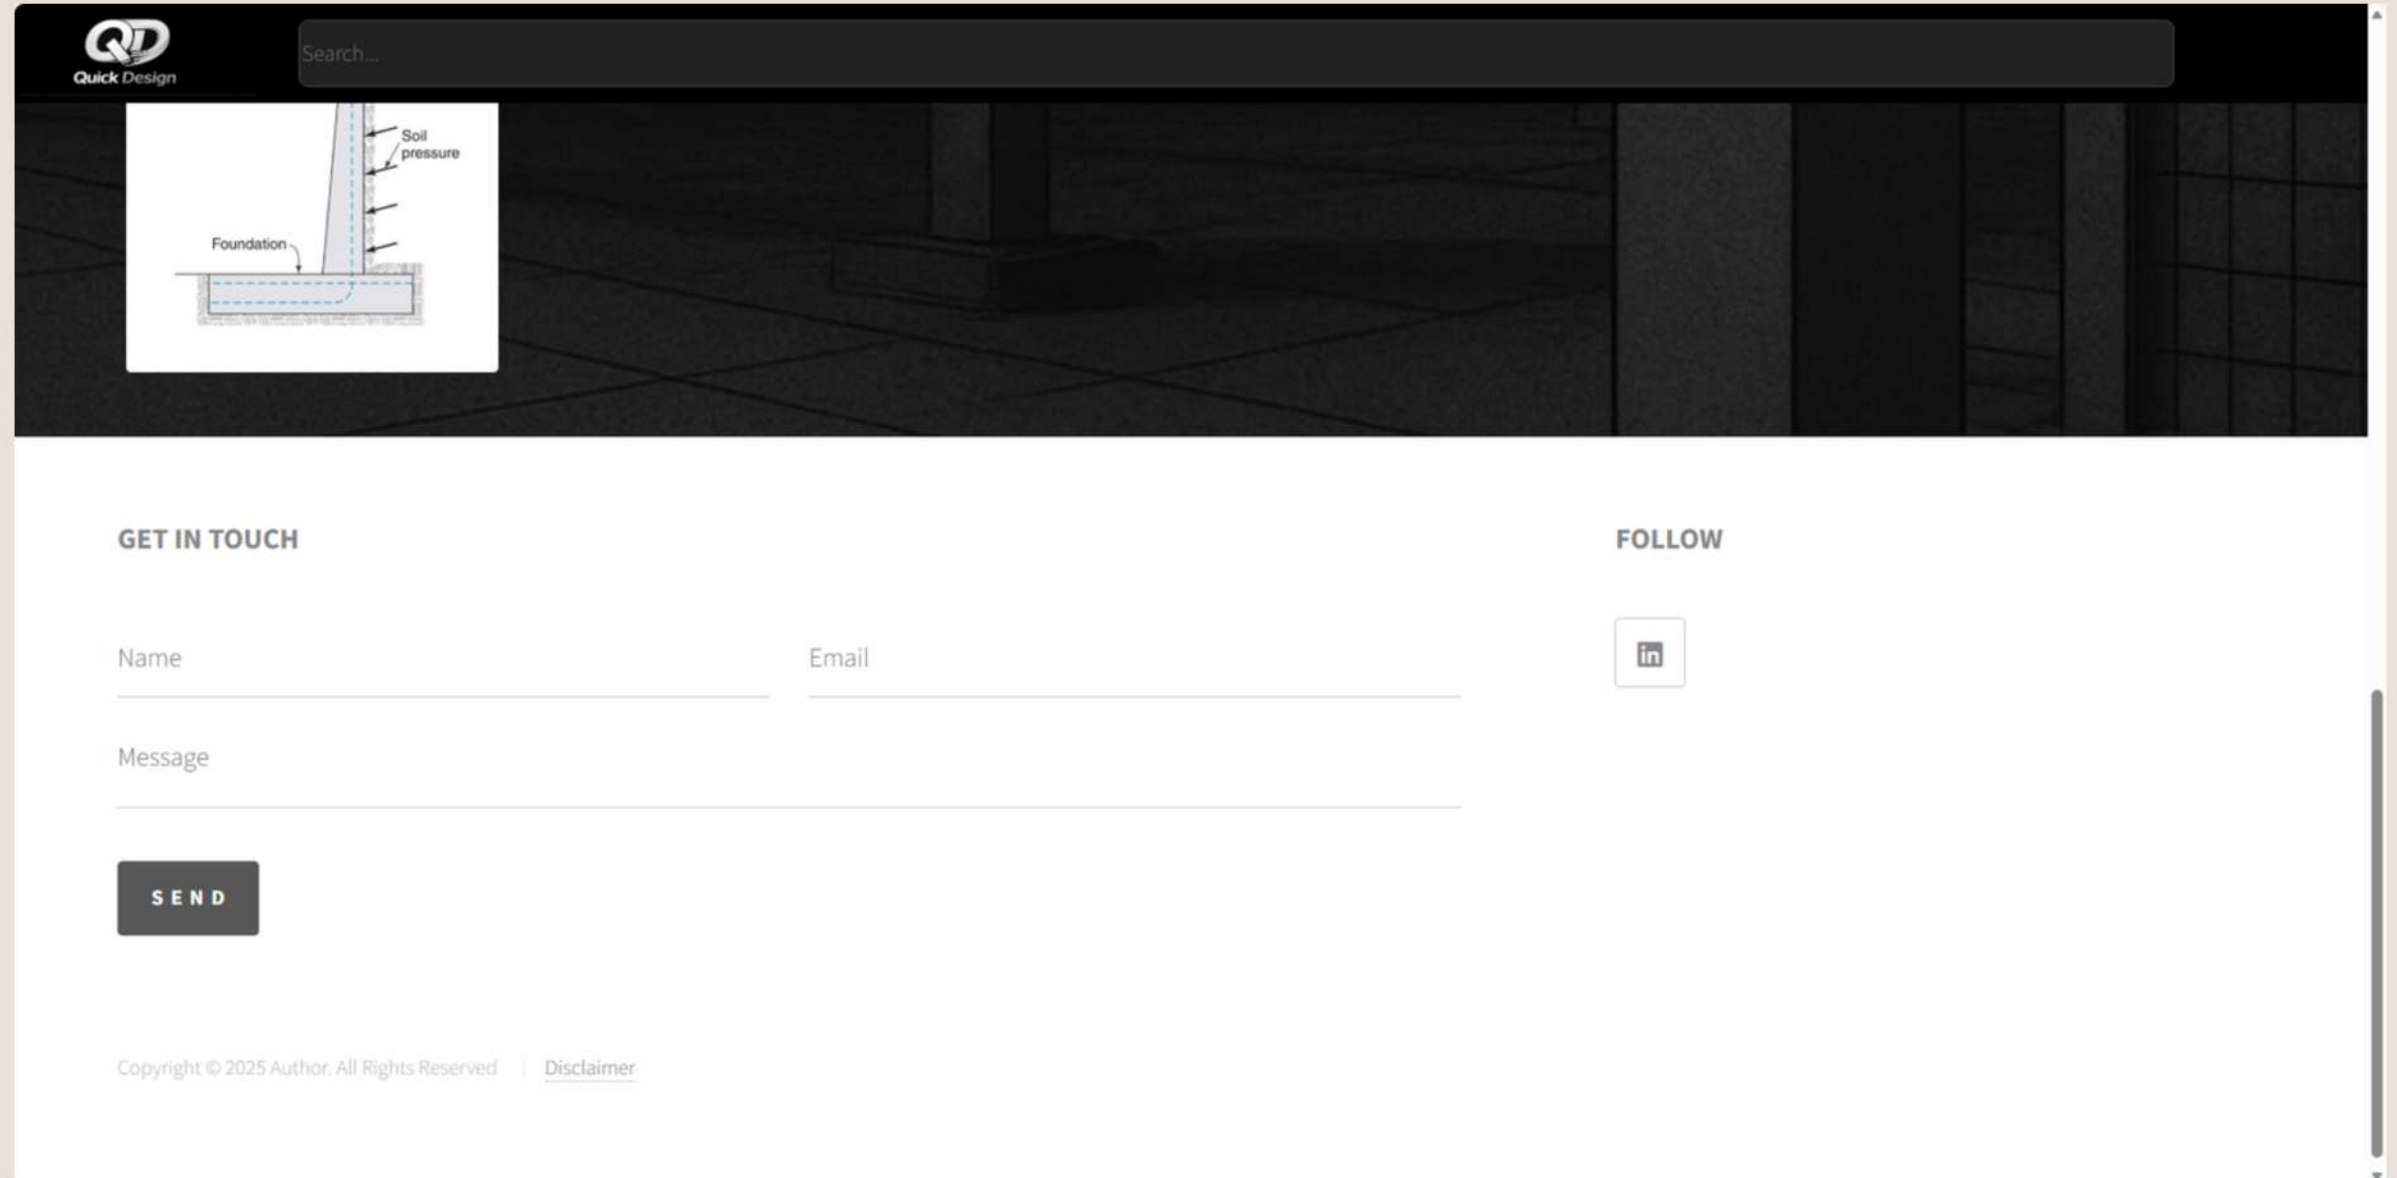 QD
Quick Design
Search...
Soil
pressure
Foundation
GET IN TOUCH
FOLLOW
Name
Email
in
Message
SEND
Copyright © 2025 Author. All Rights Reserved
Disclaimer